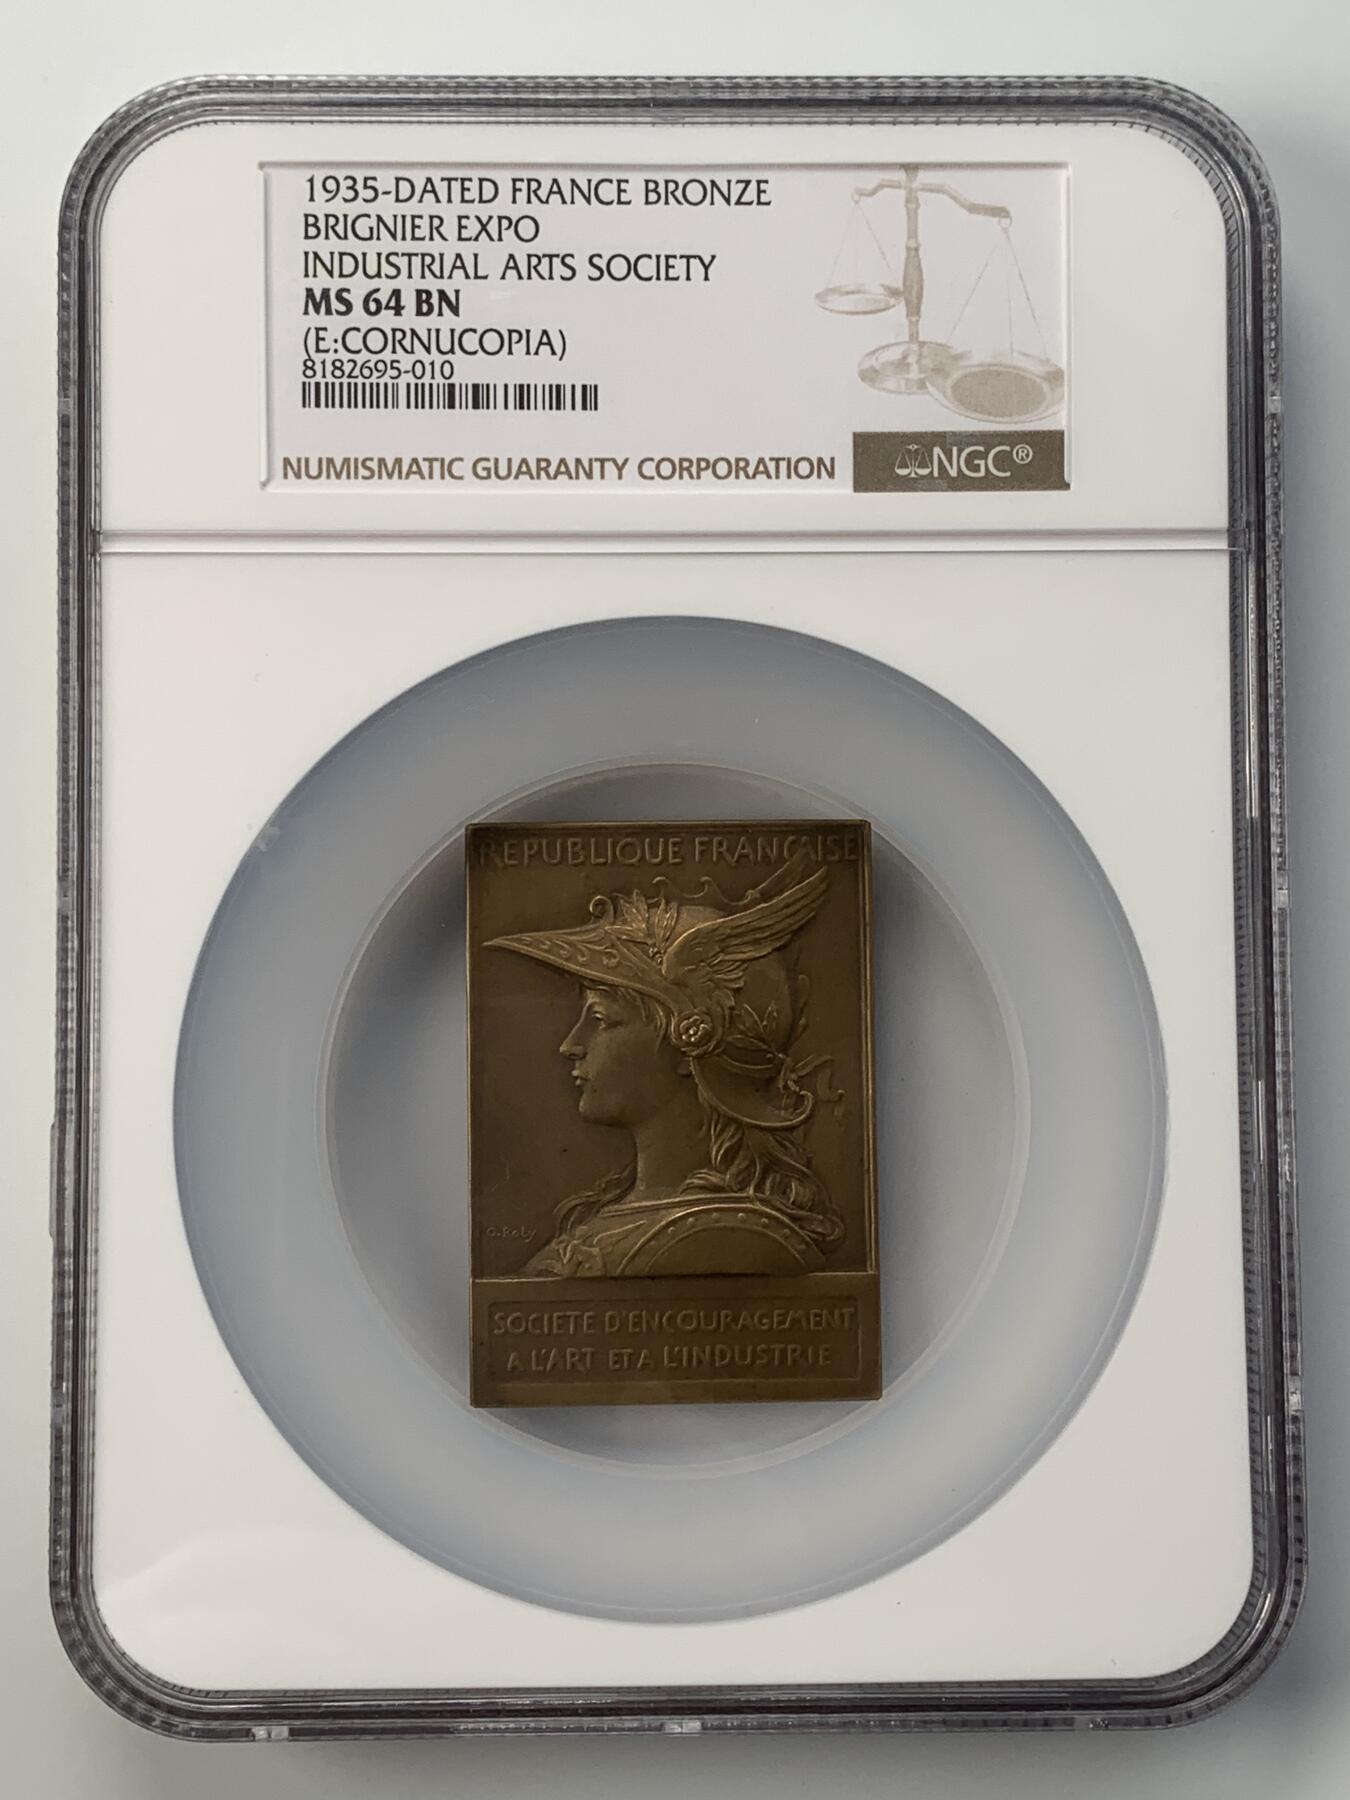 1935-DATED FRANCE BRONZE
BRIGNIER EXPO
INDUSTRIAL ARTS SOCIETY
MS 64 BN
(E:CORNUCOPIA)
8182695-010
NUMISMATIC GUARANTY CORPORATION
NGC®
REPUBLIQUE FRANCAISE
O. Roty
SOCIETE D'ENCOURAGEMENT
A L'ART ET A L'INDUSTRIE